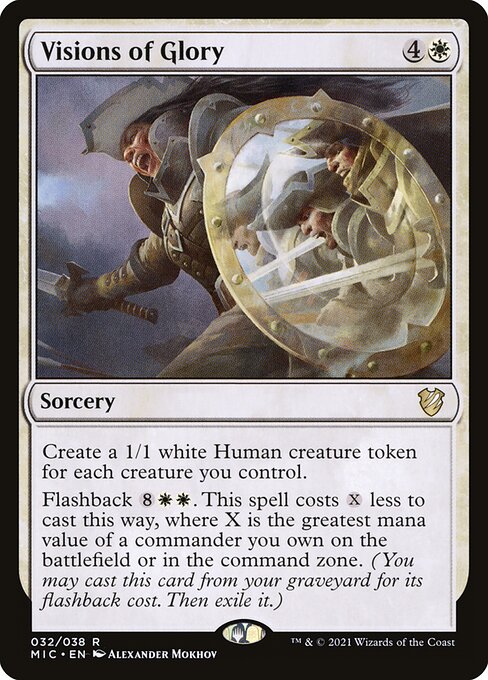 Visions of Glory 4
Sorcery
Create a 1/1 white Human creature token
for each creature you control.
Flashback 8. This spell costs X less to
cast this way, where X is the greatest mana
value of a commander you own on the
battlefield or in the command zone. (You
may cast this card from your graveyard for its
flashback cost. Then exile it.)
032/038 R
MIC • EN Alexander Mokhov
™ & © 2021 Wizards of the Coast